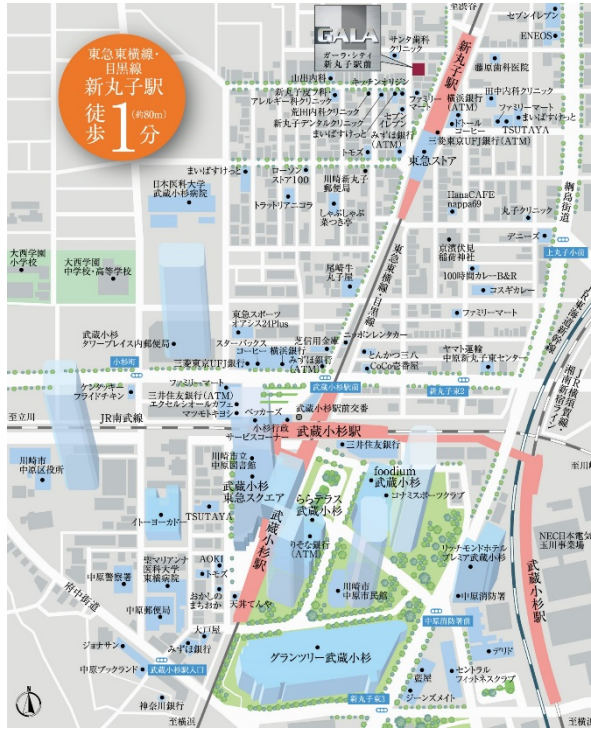 東急東横線・
目黒線
新丸子駅
徒歩1分
(約80m)
GALA
ガーラ・シティ
新丸子駅前
至渋谷
セブンイレブン
ENEOS
サンタ歯科
クリニック
新丸子駅
藤原歯科医院
山出内科
キッチンオリジン
新丸子皮フ科・
アレルギー科クリニック
荒田内科クリニック
新丸子デンタルクリニック
まいばすけっと
セブン
イレブン
みずほ銀行
(ATM)
トモズ
ファミリー
マート
横浜銀行
(ATM)
ドトール
コーヒー
田中内科クリニック
ファミリーマート
まいばすけっと
TSUTAYA
三菱東京UFJ銀行(ATM)
東急ストア
まいばすけっと
ローソン
ストア100
川崎新丸子
郵便局
日本医科大学
武蔵小杉病院
トラットリアニコラ
しゃぶしゃぶ
菜つき亭
HanaCAFE
nappa69
丸子クリニック
綱島街道
デニーズ
上丸子小前
京濱伏見
稲荷神社
100時間カレーB&R
コスギカレー
大西学園
小学校
大西学園
中学校・高等学校
尾崎牛
丸子屋
東急東横線・目黒線
JR東海道新幹線
JR横須賀線・
湘南新宿ライン
ファミリーマート
東急スポーツ
オアシス24Plus
武蔵小杉
タワープレイス内郵便局
スターバックス
コーヒー
横浜銀行
芝信用金庫
ニッポンレンタカー
三菱東京UFJ銀行
みずほ銀行
(ATM)
とんかつ三八
CoCo壱番屋
ヤマト運輸
中原新丸子東センター
小杉町
武蔵小杉駅前
新丸子東2
ケンタッキー
フライドチキン
ファミリーマート
三井住友銀行(ATM)
エクセルシオールカフェ
マツモトキヨシ
ベッカーズ
武蔵小杉駅前交番
小杉行政
サービスコーナー
至立川
JR南武線
武蔵小杉駅
三井住友銀行
至川崎
川崎市
中原区役所
川崎市立
中原図書館
武蔵小杉
東急スクエア
ららテラス
武蔵小杉
foodium
武蔵小杉
コナミスポーツクラブ
イトーヨーカドー
TSUTAYA
武蔵小杉駅
りそな銀行
(ATM)
リッチモンドホテル
プレミア武蔵小杉
NEC日本電気
玉川事業場
武蔵小杉駅
聖マリアンナ
医科大学
東横病院
AOKI
トモズ
中原警察署
おかしの
まちおか
川崎市
中原市民館
中原消防署
中原消防署前
府中街道
中原郵便局
天丼てんや
大戸屋
ジョナサン
みずほ銀行
中原ブックランド
武蔵小杉駅入口
グランツリー武蔵小杉
デリド
セントラル
フィットネスクラブ
藍屋
ジーンズメイト
新丸子東3
神奈川銀行
至横浜
至横浜
N